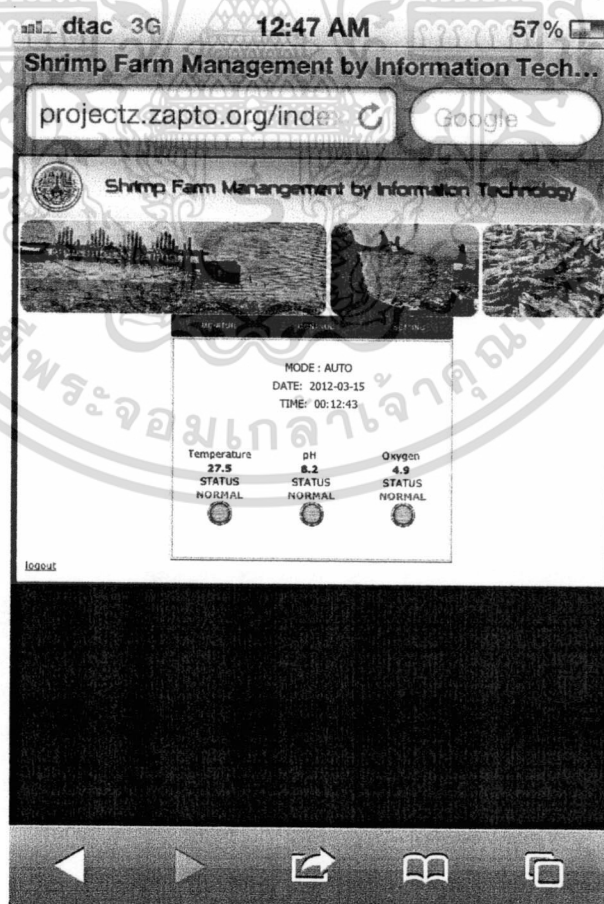 dtac 3G 12:47 AM 57%
Shrimp Farm Management by Information Tech...
projectz.zapto.org/inde Google
Shrimp Farm Manangement by Information Technology
MODE : AUTO
DATE: 2012-03-15
TIME: 00:12:43
Temperature pH Oxygen
27.5 8.2 4.9
STATUS STATUS STATUS
NORMAL NORMAL NORMAL
logout